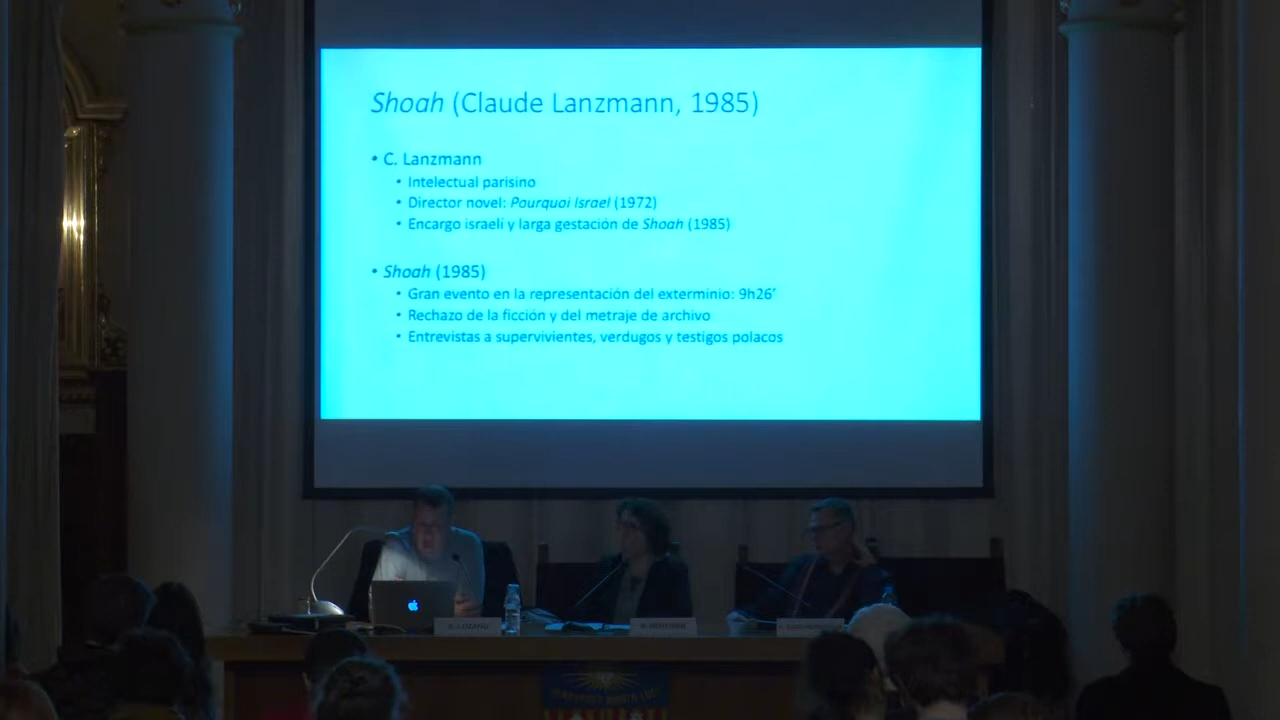 Shoah (Claude Lanzmann, 1985)
• C. Lanzmann
• Intelectual parisino
• Director novel: Pourquoi Israel (1972)
• Encargo israelí y larga gestación de Shoah (1985)
• Shoah (1985)
• Gran evento en la representación del exterminio: 9h26'
• Rechazo de la ficción y del metraje de archivo
• Entrevistas a supervivientes, verdugos y testigos polacos